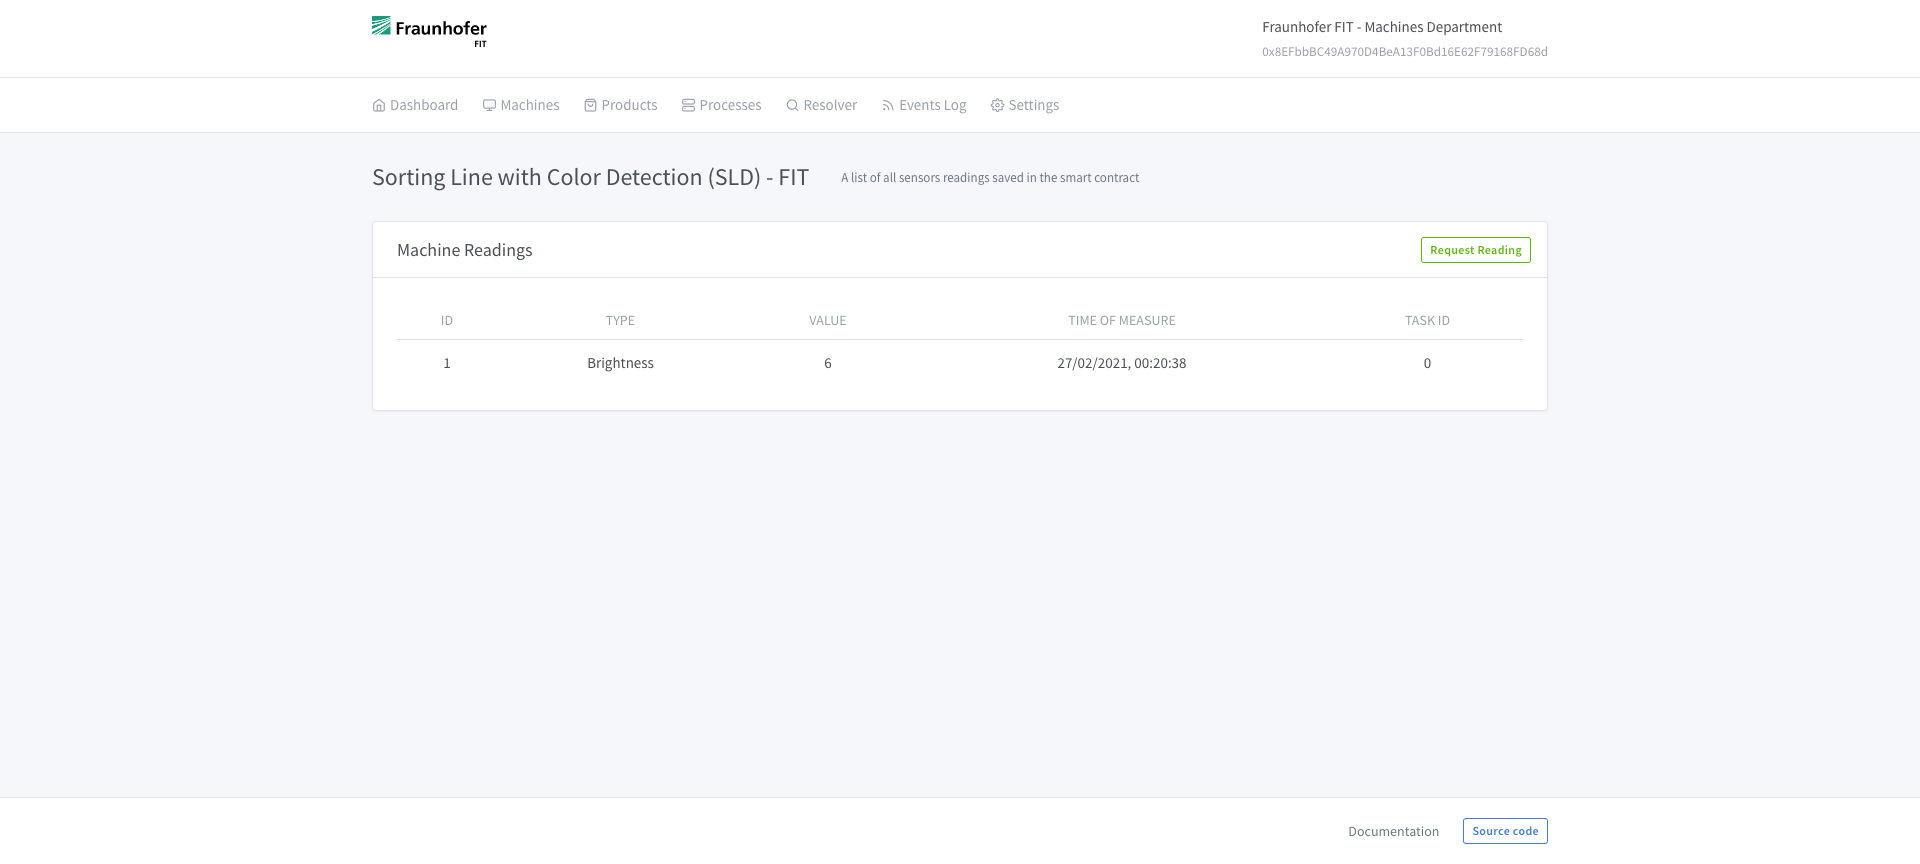 Fraunhofer
FIT
Fraunhofer FIT - Machines Department
0x8EFbbBC49A970D4BeA13F0Bd16E62F79168FD68d
Dashboard Machines Products Processes Resolver Events Log Settings
Sorting Line with Color Detection (SLD) - FIT A list of all sensors readings saved in the smart contract
Machine Readings Request Reading
ID TYPE VALUE TIME OF MEASURE TASK ID
1 Brightness 6 27/02/2021, 00:20:38 0
Documentation Source code